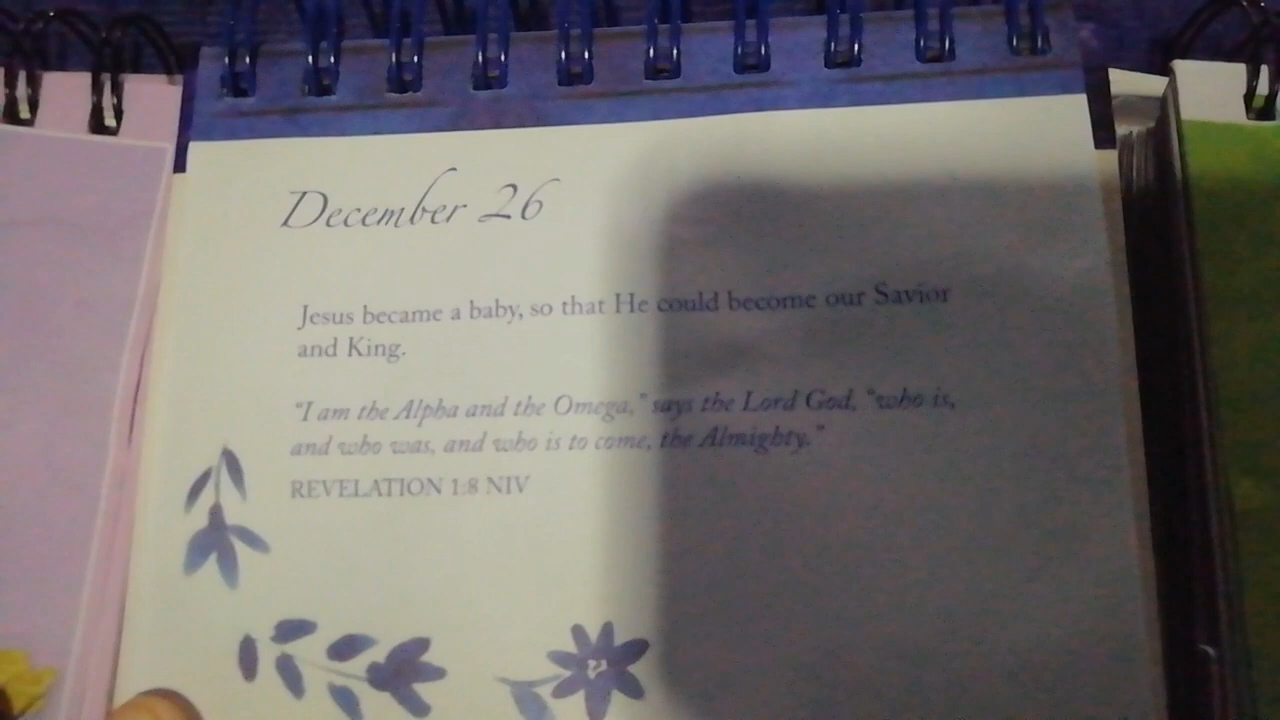 December 26
Jesus became a baby, so that He could become our Savior
and King.
"I am the Alpha and the Omega," says the Lord God, "who is,
and who was, and who is to come, the Almighty."
REVELATION 1:8 NIV